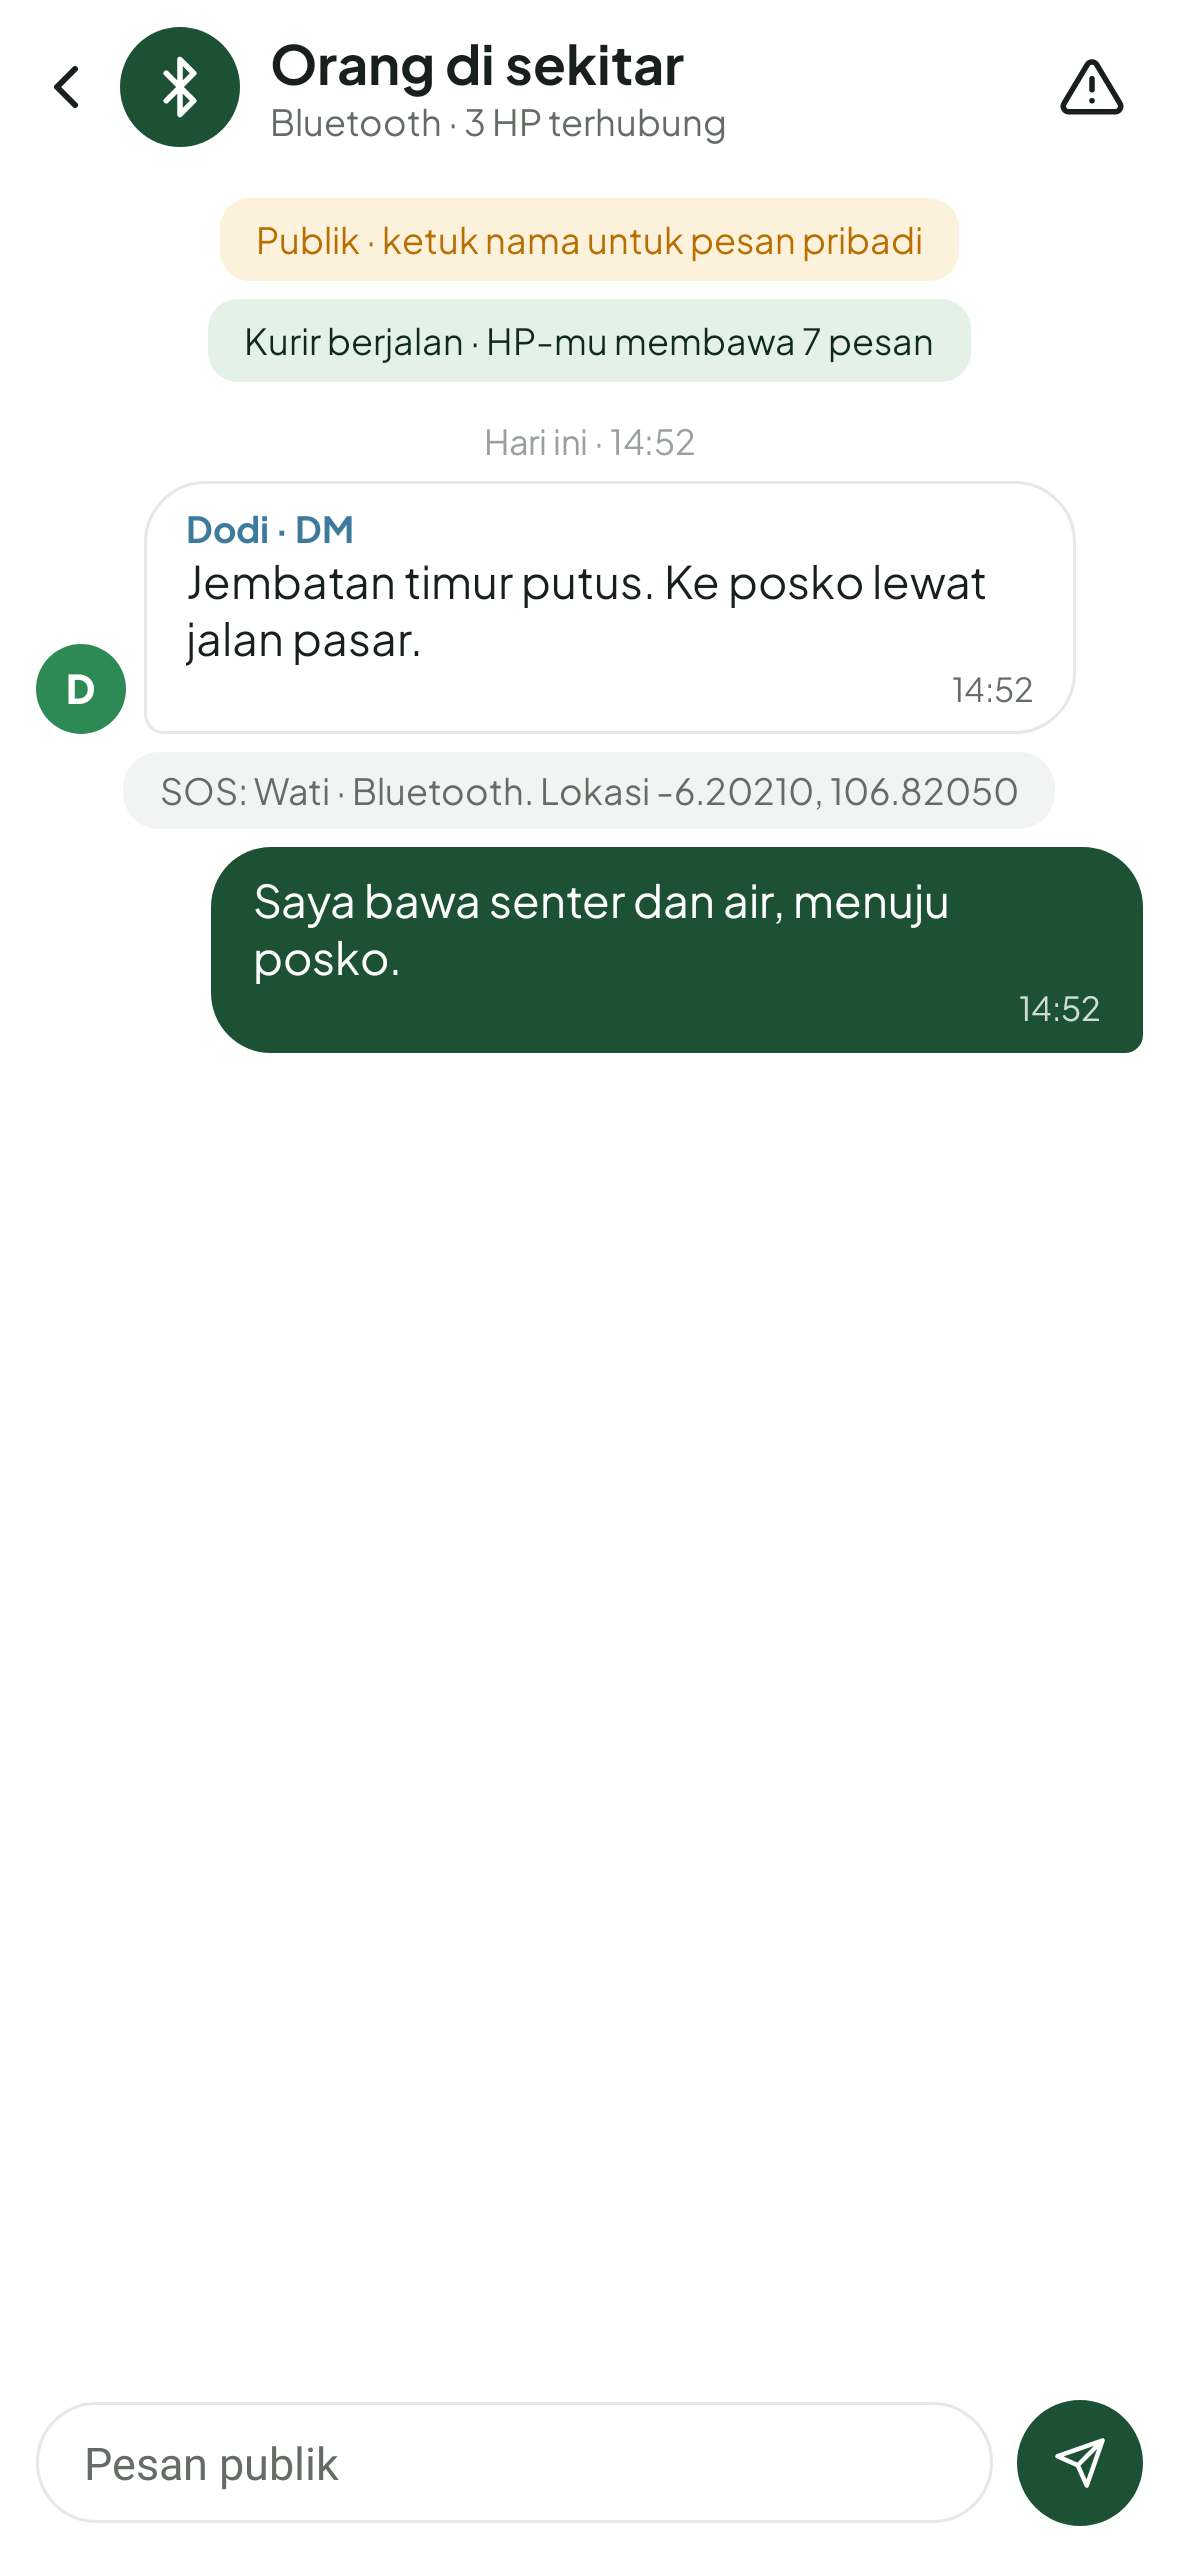 Orang di sekitar
Bluetooth · 3 HP terhubung
Publik · ketuk nama untuk pesan pribadi
Kurir berjalan · HP-mu membawa 7 pesan
Hari ini · 14:52
Dodi · DM
Jembatan timur putus. Ke posko lewat
jalan pasar.
14:52
D
SOS: Wati · Bluetooth. Lokasi -6.20210, 106.82050
Saya bawa senter dan air, menuju
posko.
14:52
Pesan publik